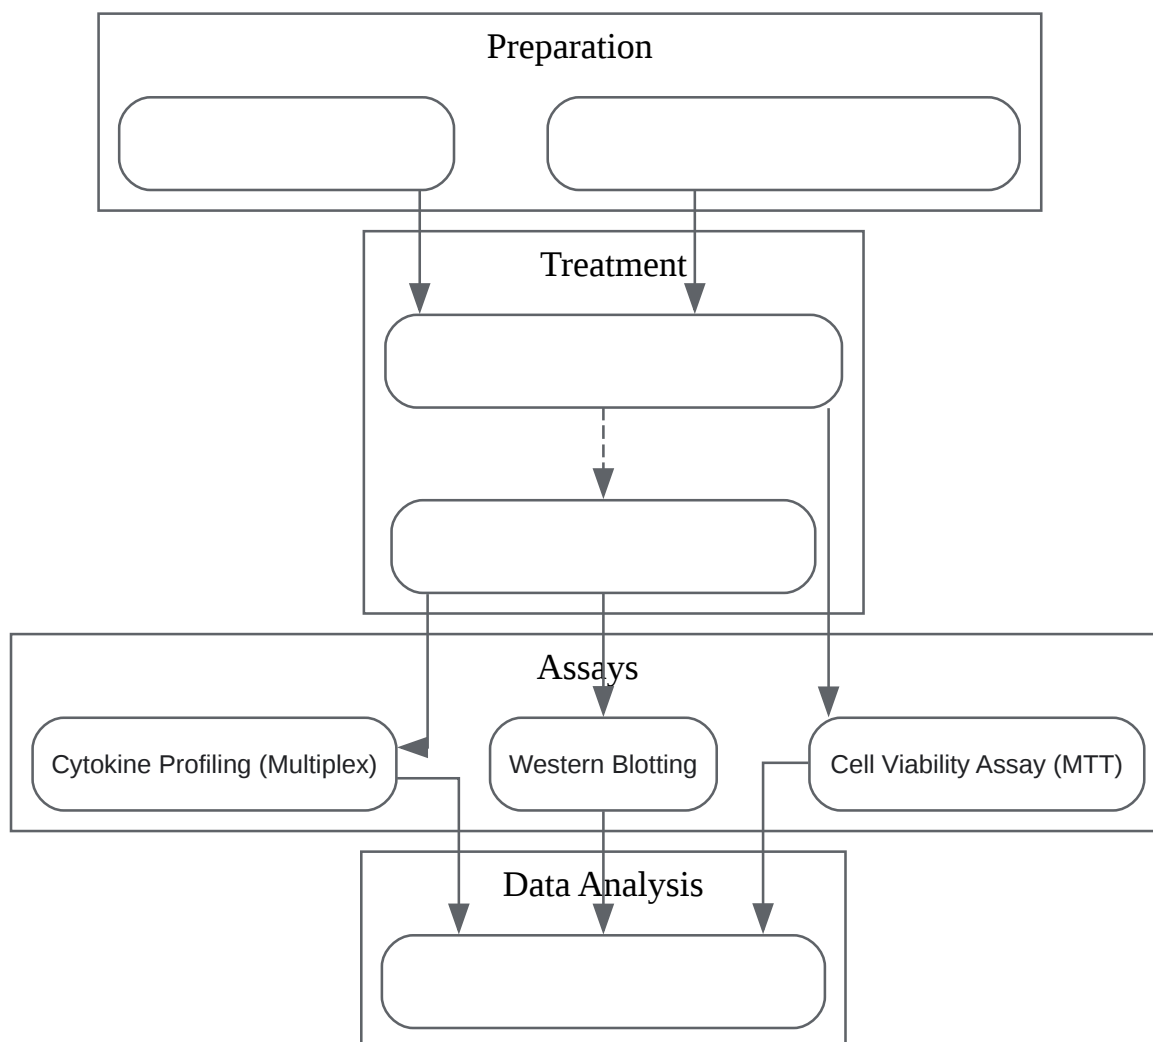 Preparation
Treatment
Assays
Cytokine Profiling (Multiplex)
Western Blotting
Cell Viability Assay (MTT)
Data Analysis